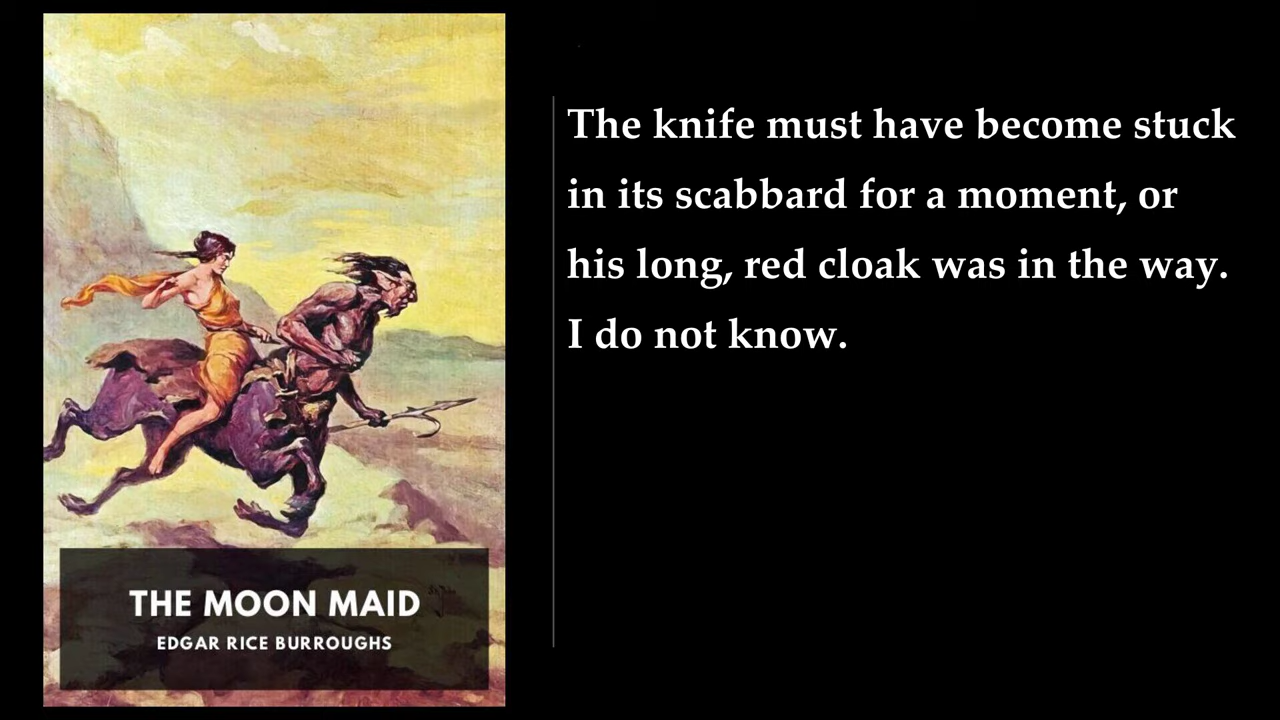 The knife must have become stuck
in its scabbard for a moment, or
his long, red cloak was in the way.
I do not know.
THE MOON MAID
EDGAR RICE BURROUGHS